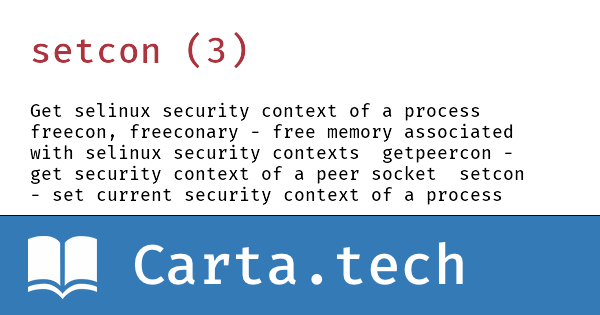 setcon (3)
Get selinux security context of a process
freecon, freeconary - free memory associated
with selinux security contexts  getpeercon -
get security context of a peer socket  setcon
- set current security context of a process
Carta.tech